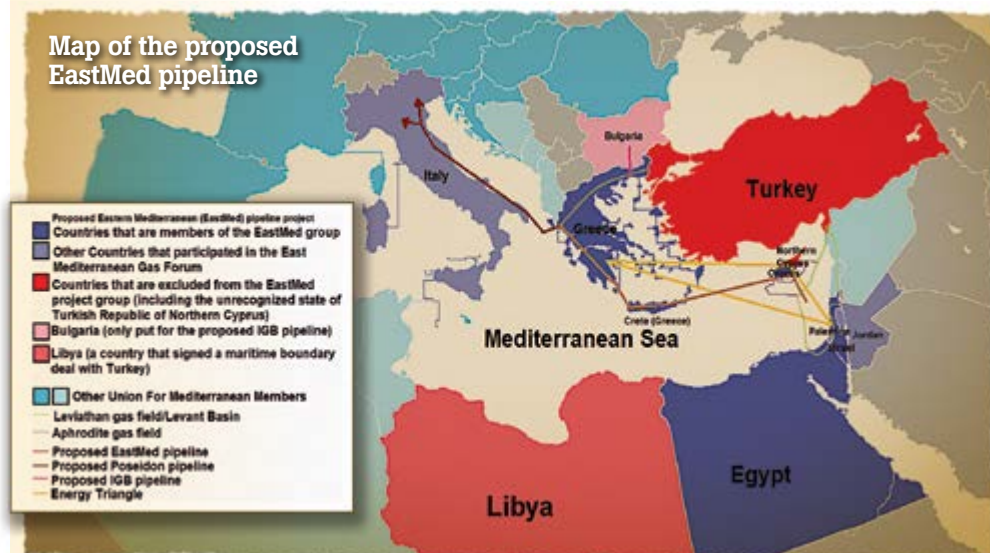 Map of the proposed
EastMed pipeline
Bulgaria
Italy
Turkey
Greece
Northern
Cyprus
Cyprus
Crete (Greece)
Palestine
Jordan
Israel
Mediterranean Sea
Egypt
Libya
Proposed Eastern Mediterranean (EastMed) pipeline project
Countries that are members of the EastMed group
Other Countries that participated in the East
Mediterranean Gas Forum
Countries that are excluded from the EastMed
project group (including the unrecognized state of
Turkish Republic of Northern Cyprus)
Bulgaria (only put for the proposed IGB pipeline)
Libya (a country that signed a maritime boundary
deal with Turkey)
Other Union For Mediterranean Members
Leviathan gas field/Levant Basin
Aphrodite gas field
Proposed EastMed pipeline
Proposed Poseidon pipeline
Proposed IGB pipeline
Energy Triangle